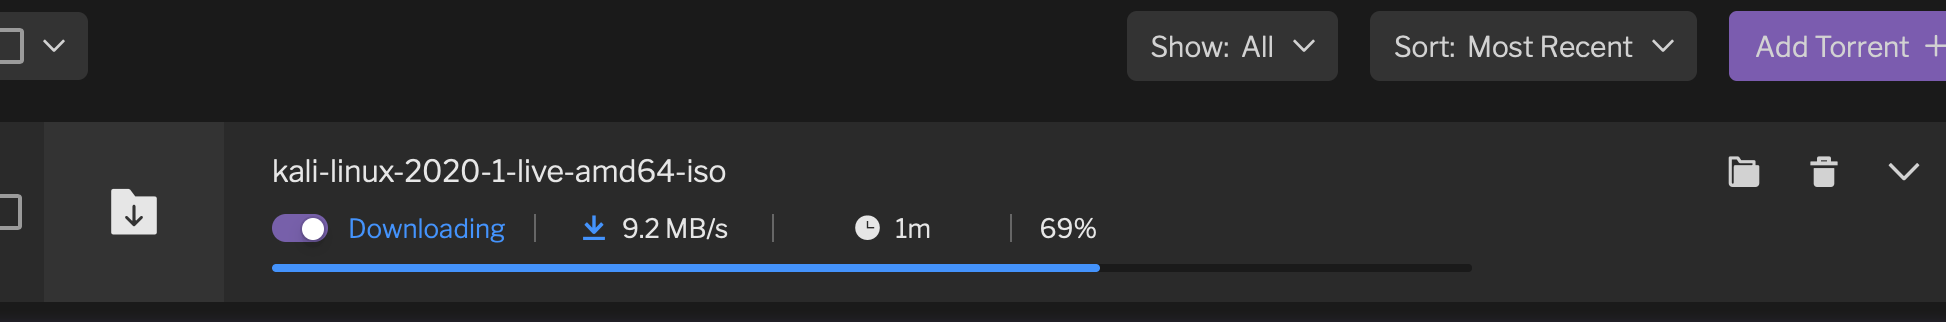 Show: All Sort: Most Recent Add Torrent +
kali-linux-2020-1-live-amd64-iso
Downloading 9.2 MB/s 1m 69%